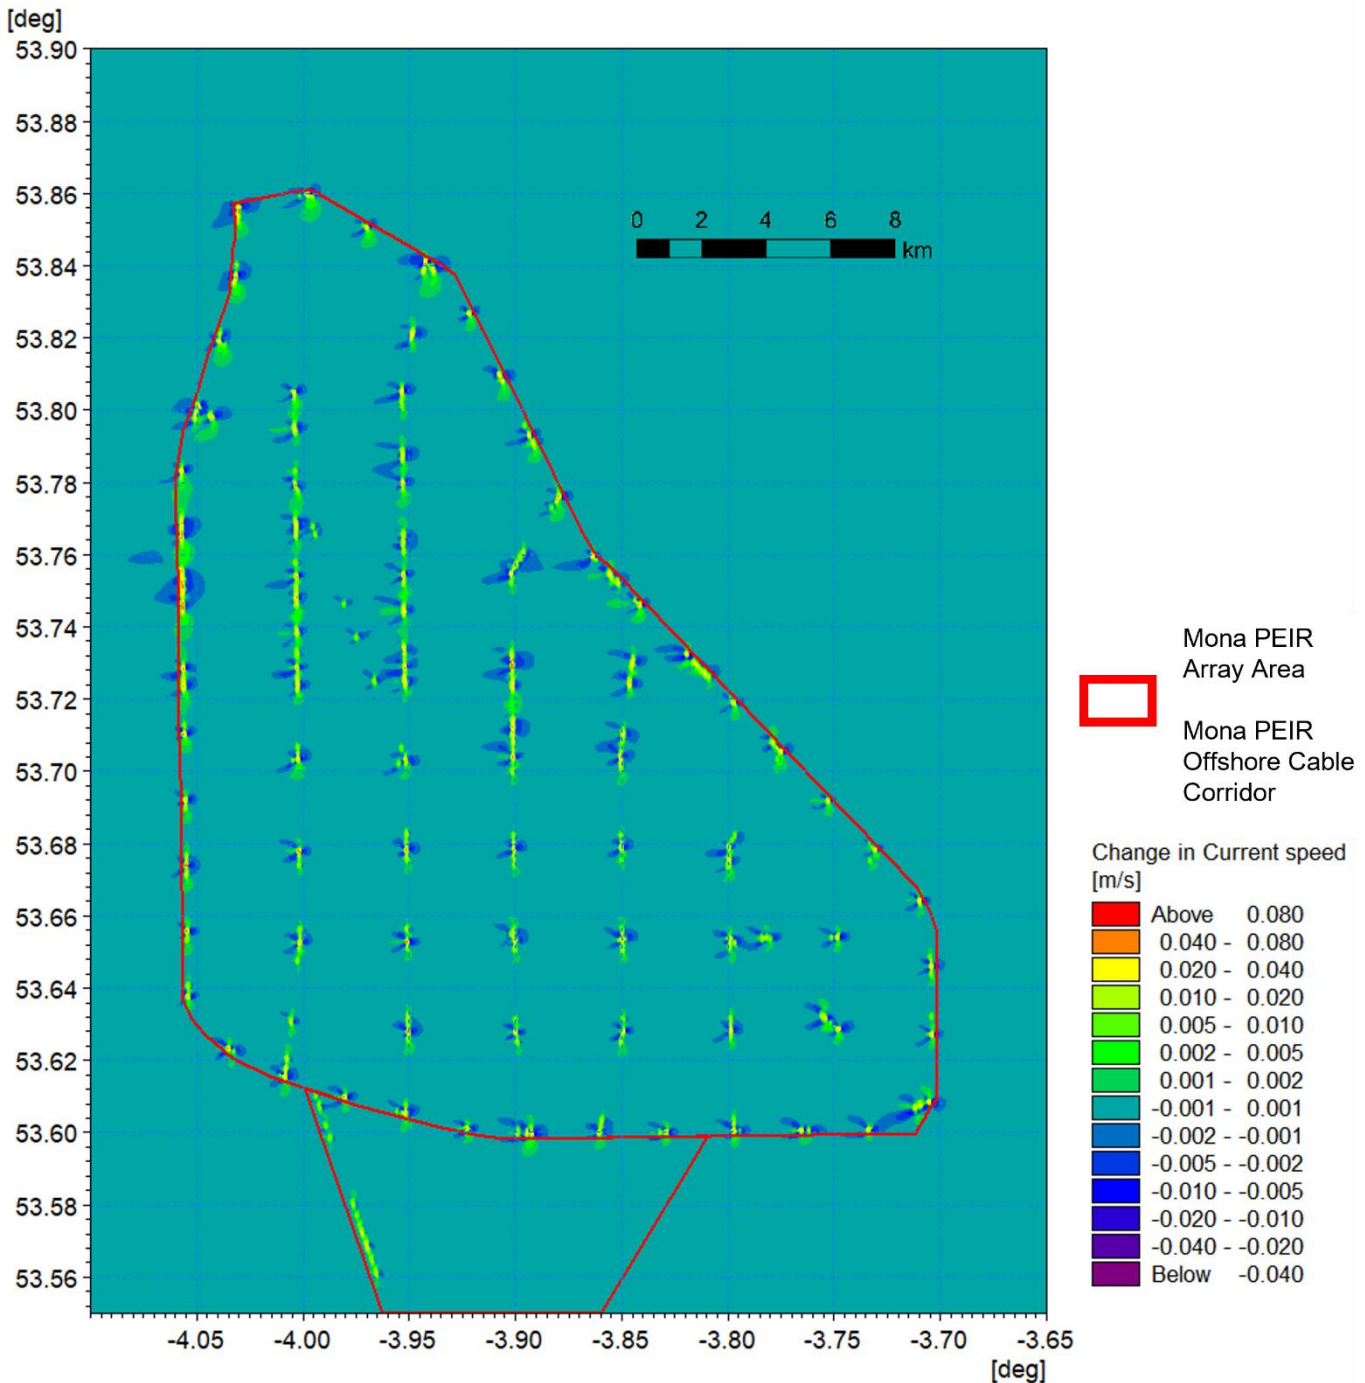 [deg]
53.90
53.88
53.86
53.84
53.82
53.80
53.78
53.76
53.74
53.72
53.70
53.68
53.66
53.64
53.62
53.60
53.58
53.56
0 2 4 6 8
km
-4.05 -4.00 -3.95 -3.90 -3.85 -3.80 -3.75 -3.70 -3.65
[deg]
Mona PEIR
Array Area
Mona PEIR
Offshore Cable
Corridor
Change in Current speed
[m/s]
Above 0.080
0.040 - 0.080
0.020 - 0.040
0.010 - 0.020
0.005 - 0.010
0.002 - 0.005
0.001 - 0.002
-0.001 - 0.001
-0.002 - -0.001
-0.005 - -0.002
-0.010 - -0.005
-0.020 - -0.010
-0.040 - -0.020
Below -0.040